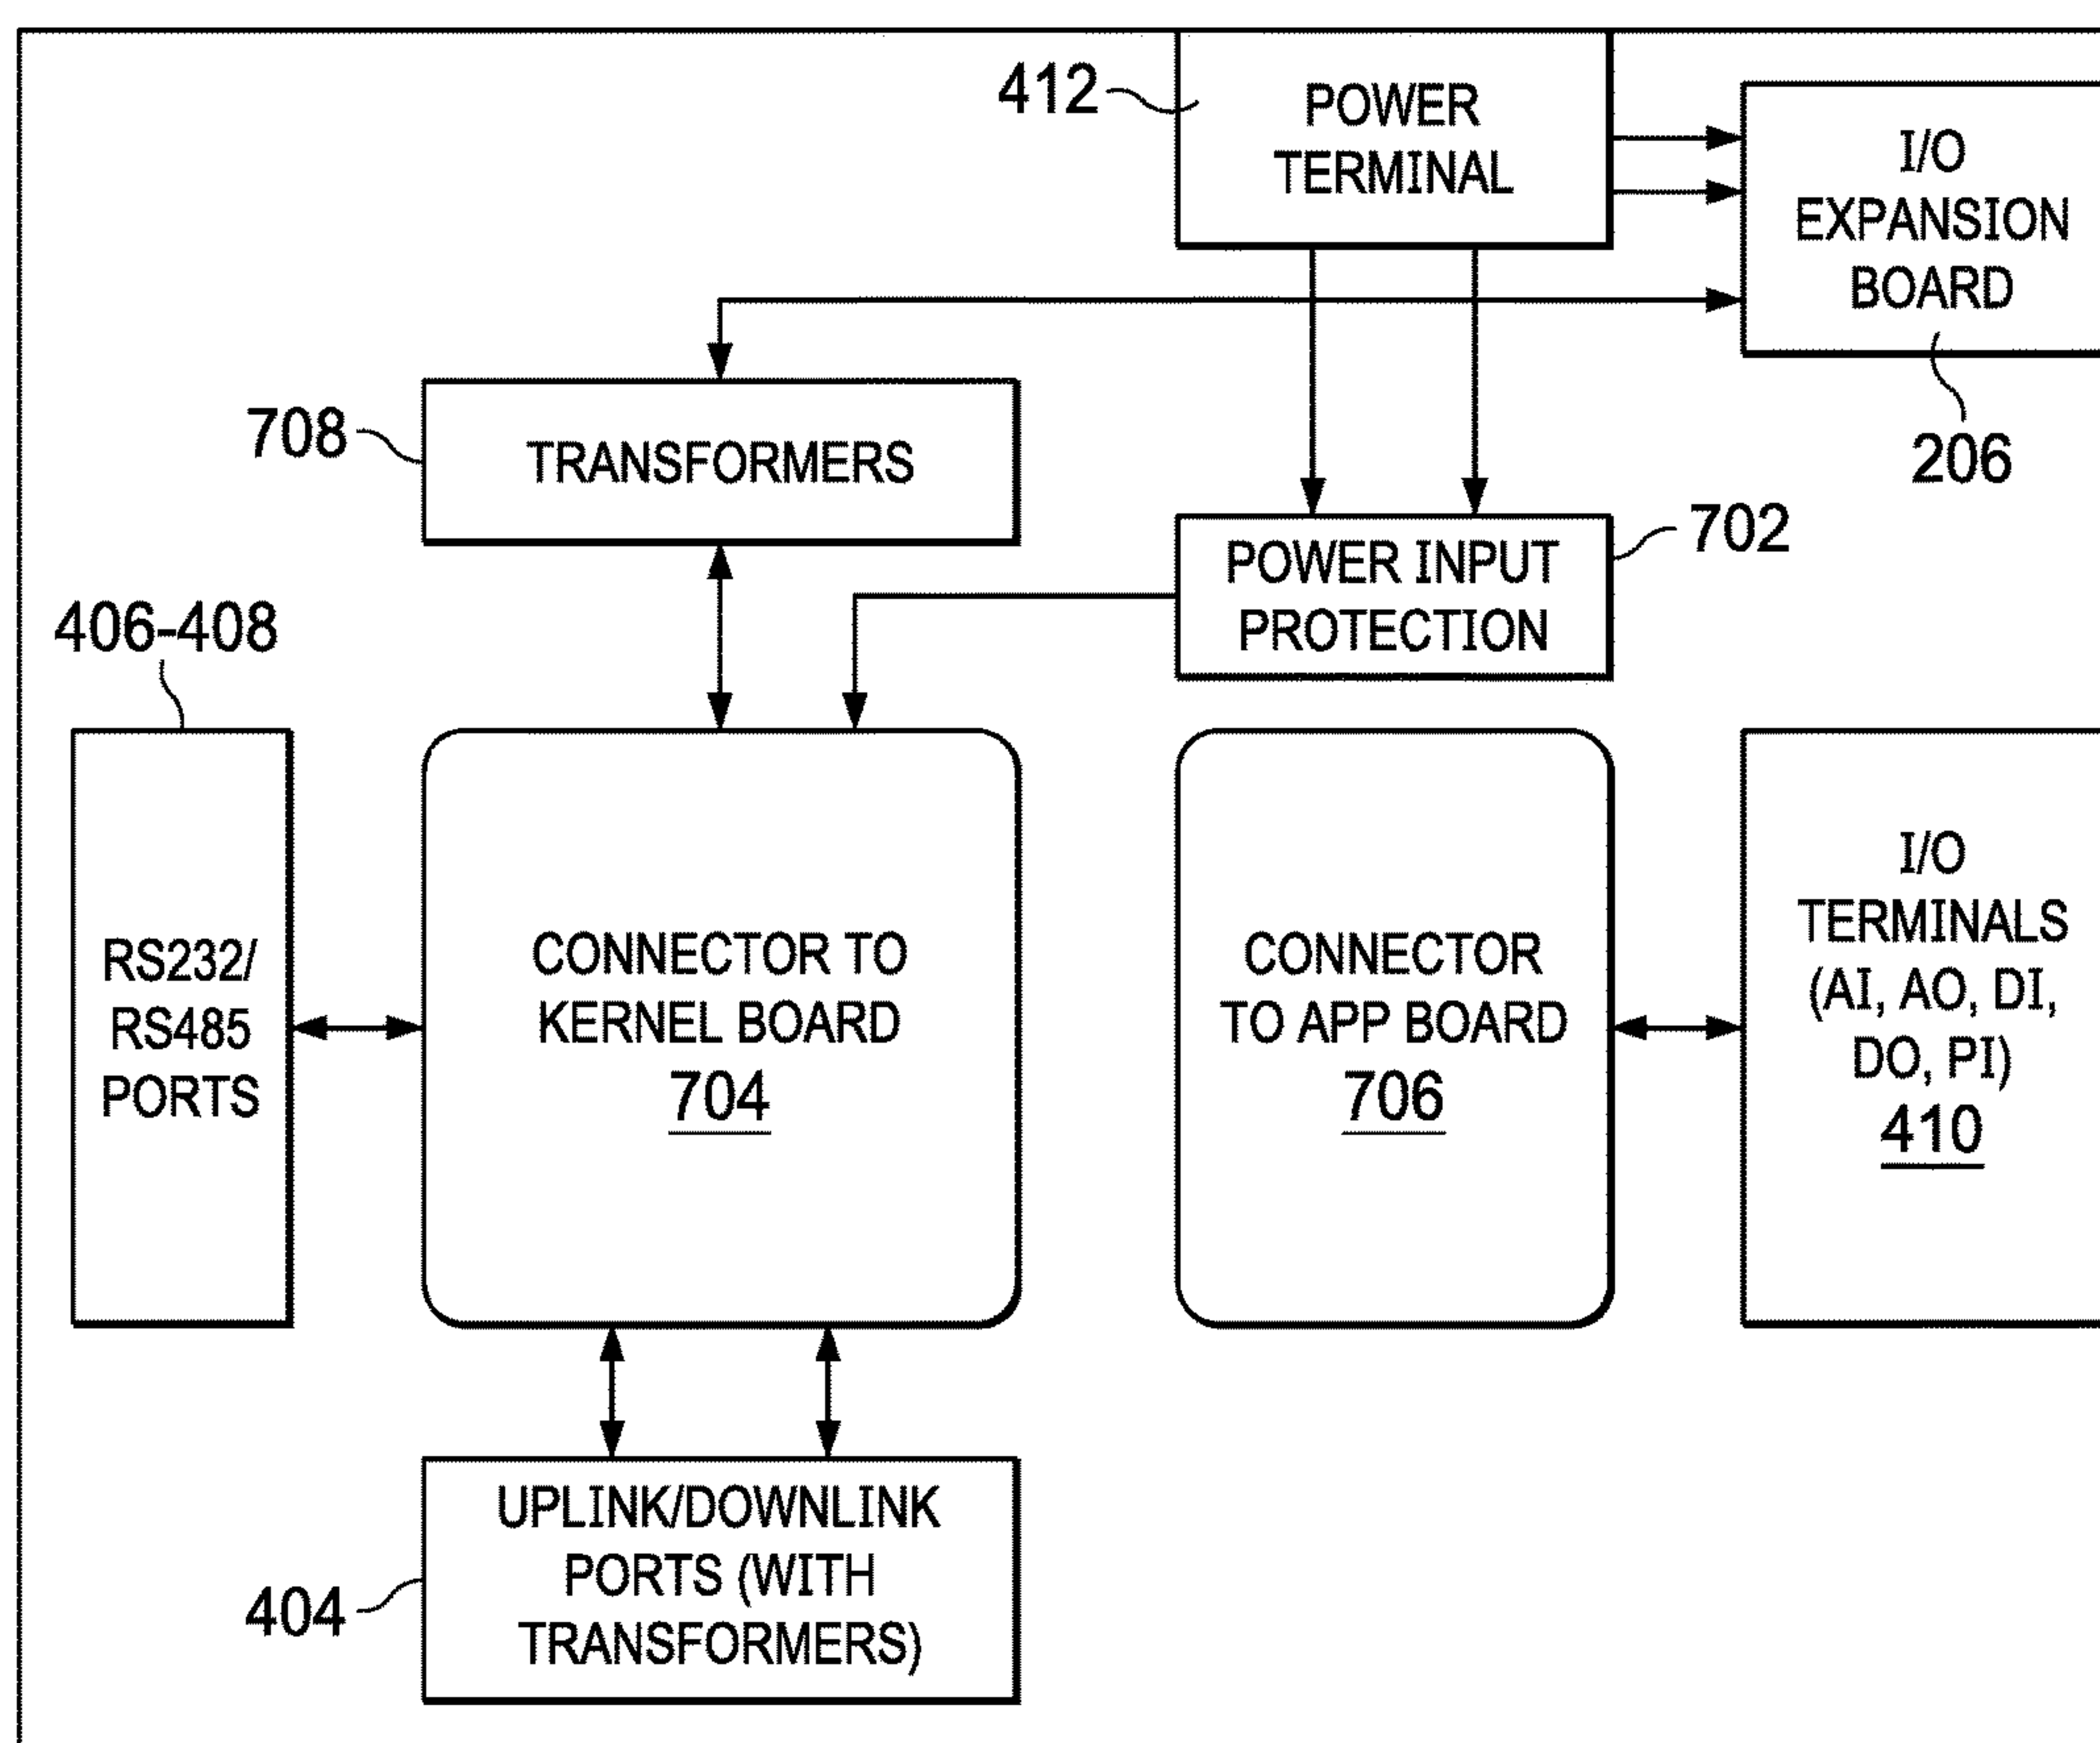 412
POWER
TERMINAL
I/O
EXPANSION
BOARD
206
708
TRANSFORMERS
702
POWER INPUT
PROTECTION
406-408
RS232/
RS485
PORTS
CONNECTOR TO
KERNEL BOARD
704
CONNECTOR
TO APP BOARD
706
I/O
TERMINALS
(AI, AO, DI,
DO, PI)
410
404
UPLINK/DOWNLINK
PORTS (WITH
TRANSFORMERS)